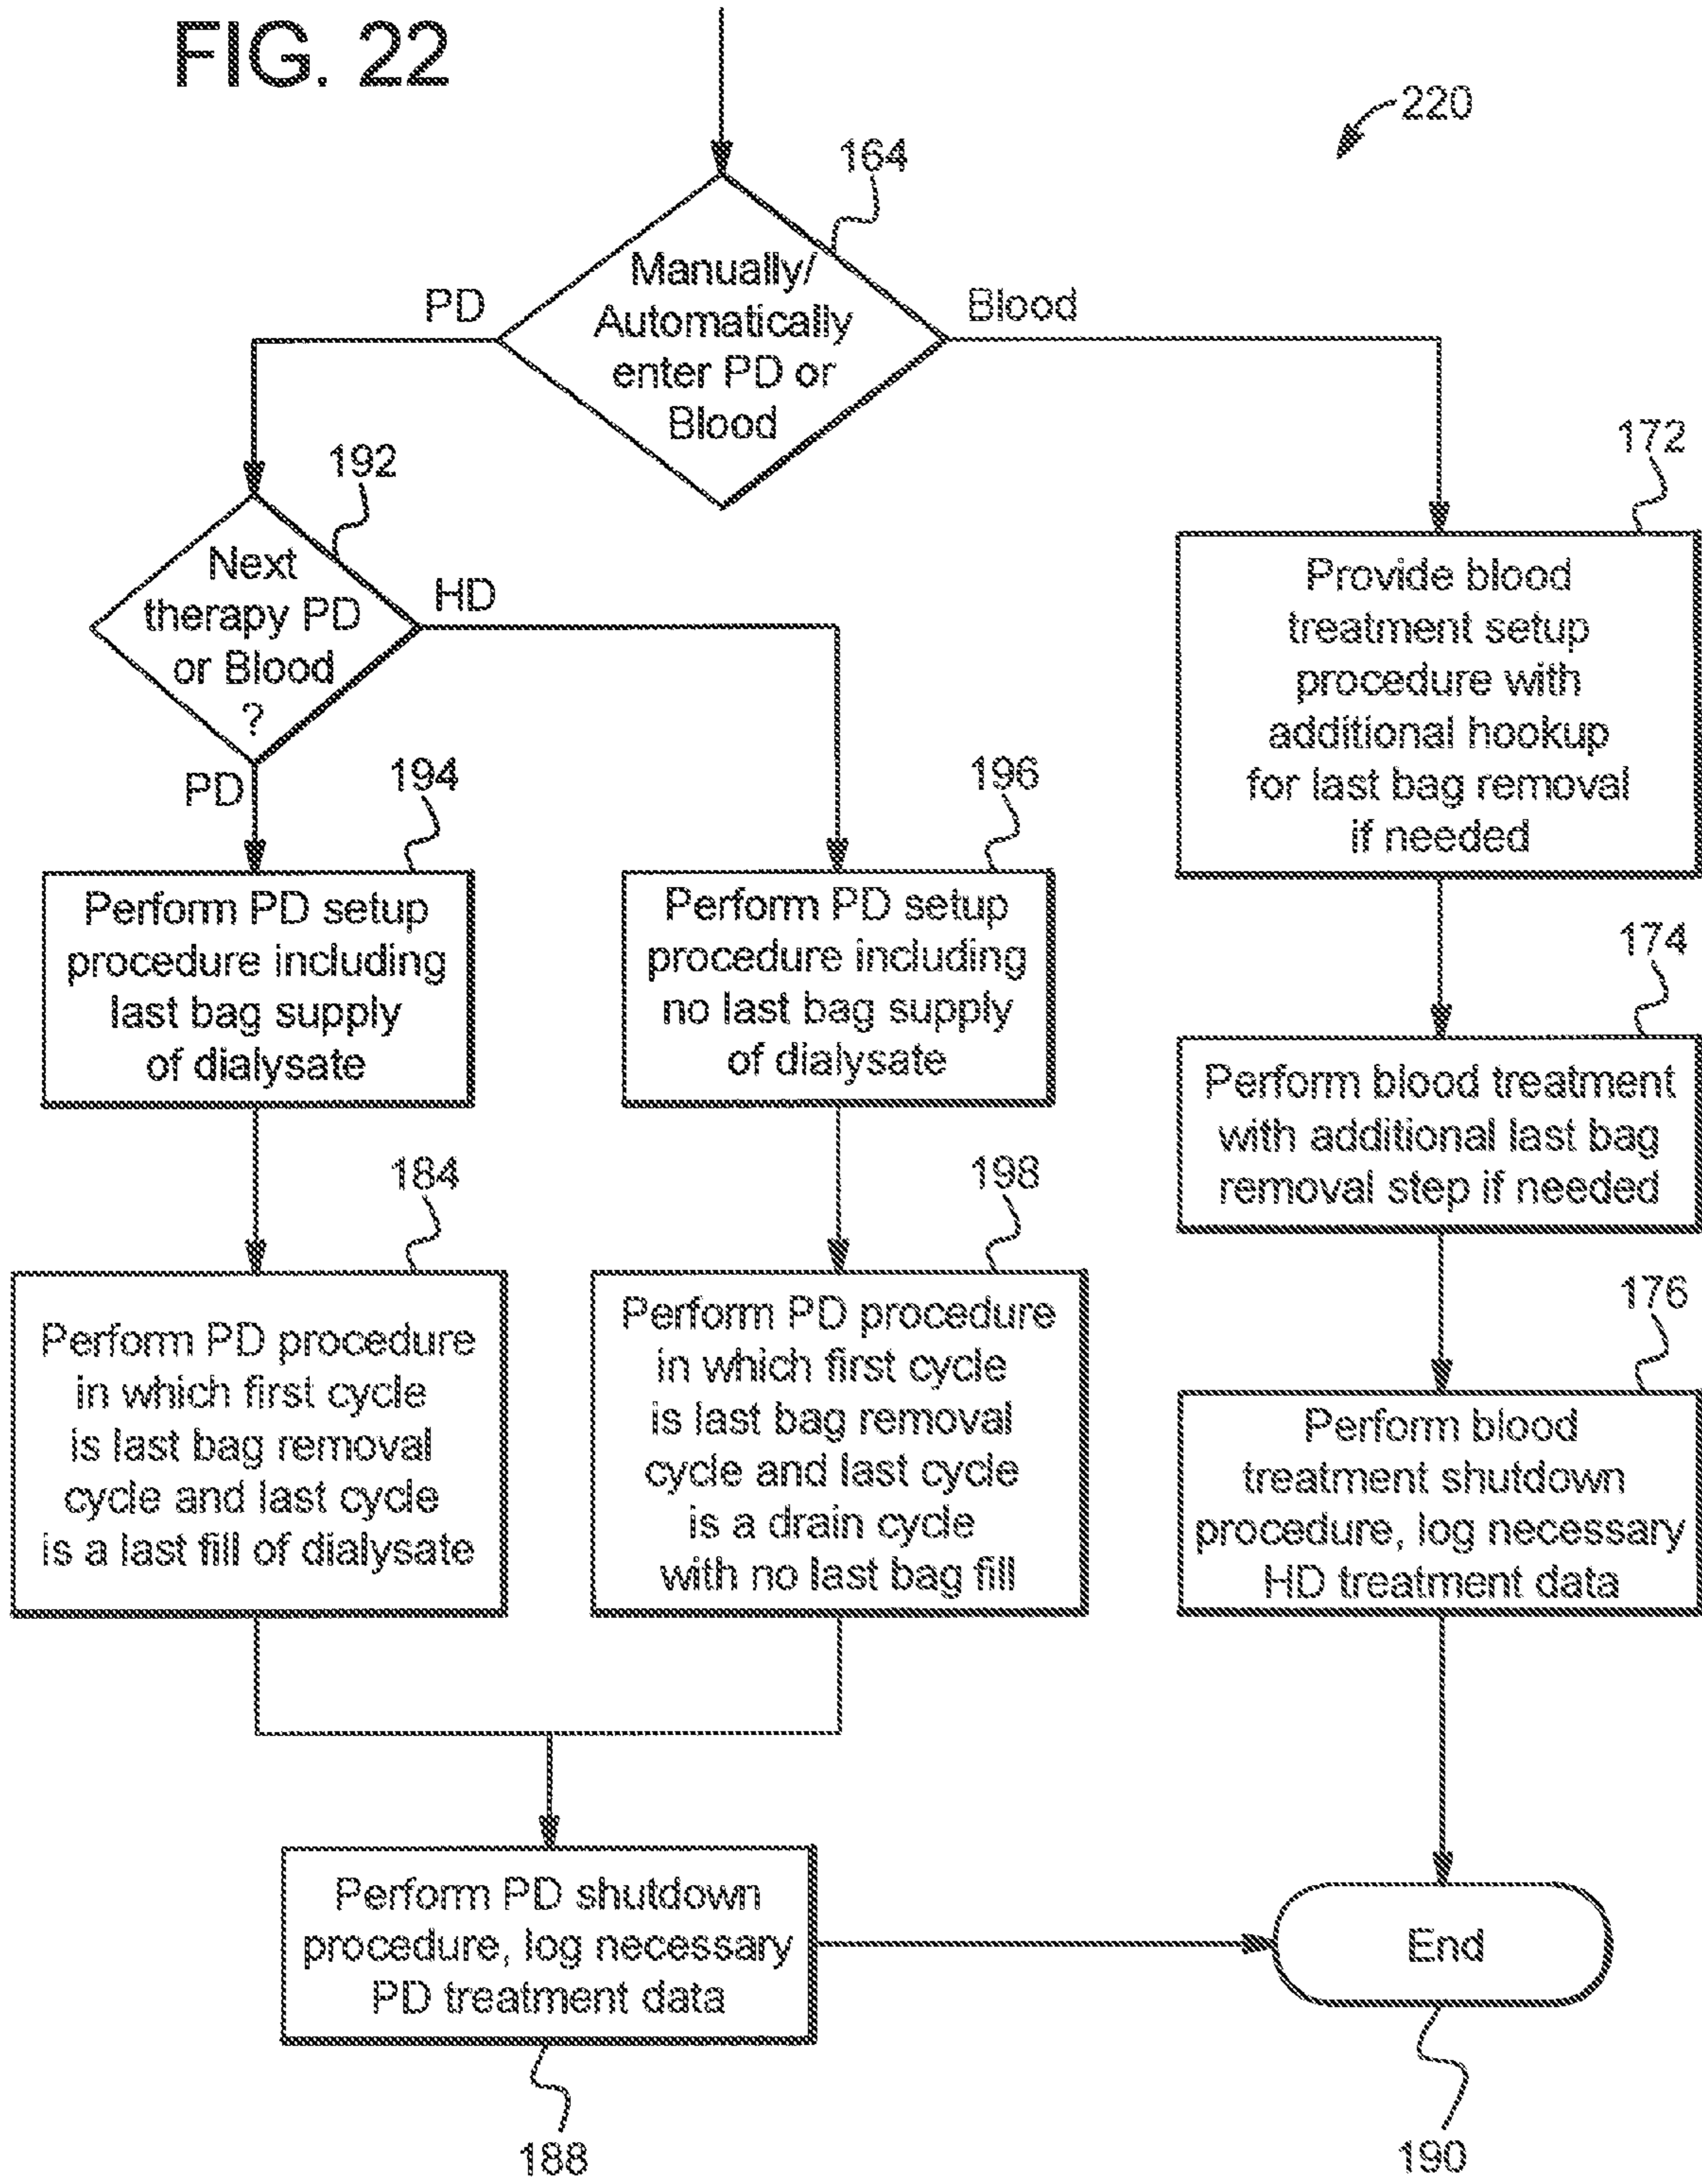 FIG. 22
220
164
Manually/
Automatically
enter PD or
Blood
PD
Blood
192
Next
therapy PD
or Blood
?
HD
PD
172
Provide blood
treatment setup
procedure with
additional hookup
for last bag removal
if needed
194
Perform PD setup
procedure including
last bag supply
of dialysate
196
Perform PD setup
procedure including
no last bag supply
of dialysate
174
Perform blood treatment
with additional last bag
removal step if needed
184
Perform PD procedure
in which first cycle
is last bag removal
cycle and last cycle
is a last fill of dialysate
198
Perform PD procedure
in which first cycle
is last bag removal
cycle and last cycle
is a drain cycle
with no last bag fill
176
Perform blood
treatment shutdown
procedure, log necessary
HD treatment data
Perform PD shutdown
procedure, log necessary
PD treatment data
188
End
190